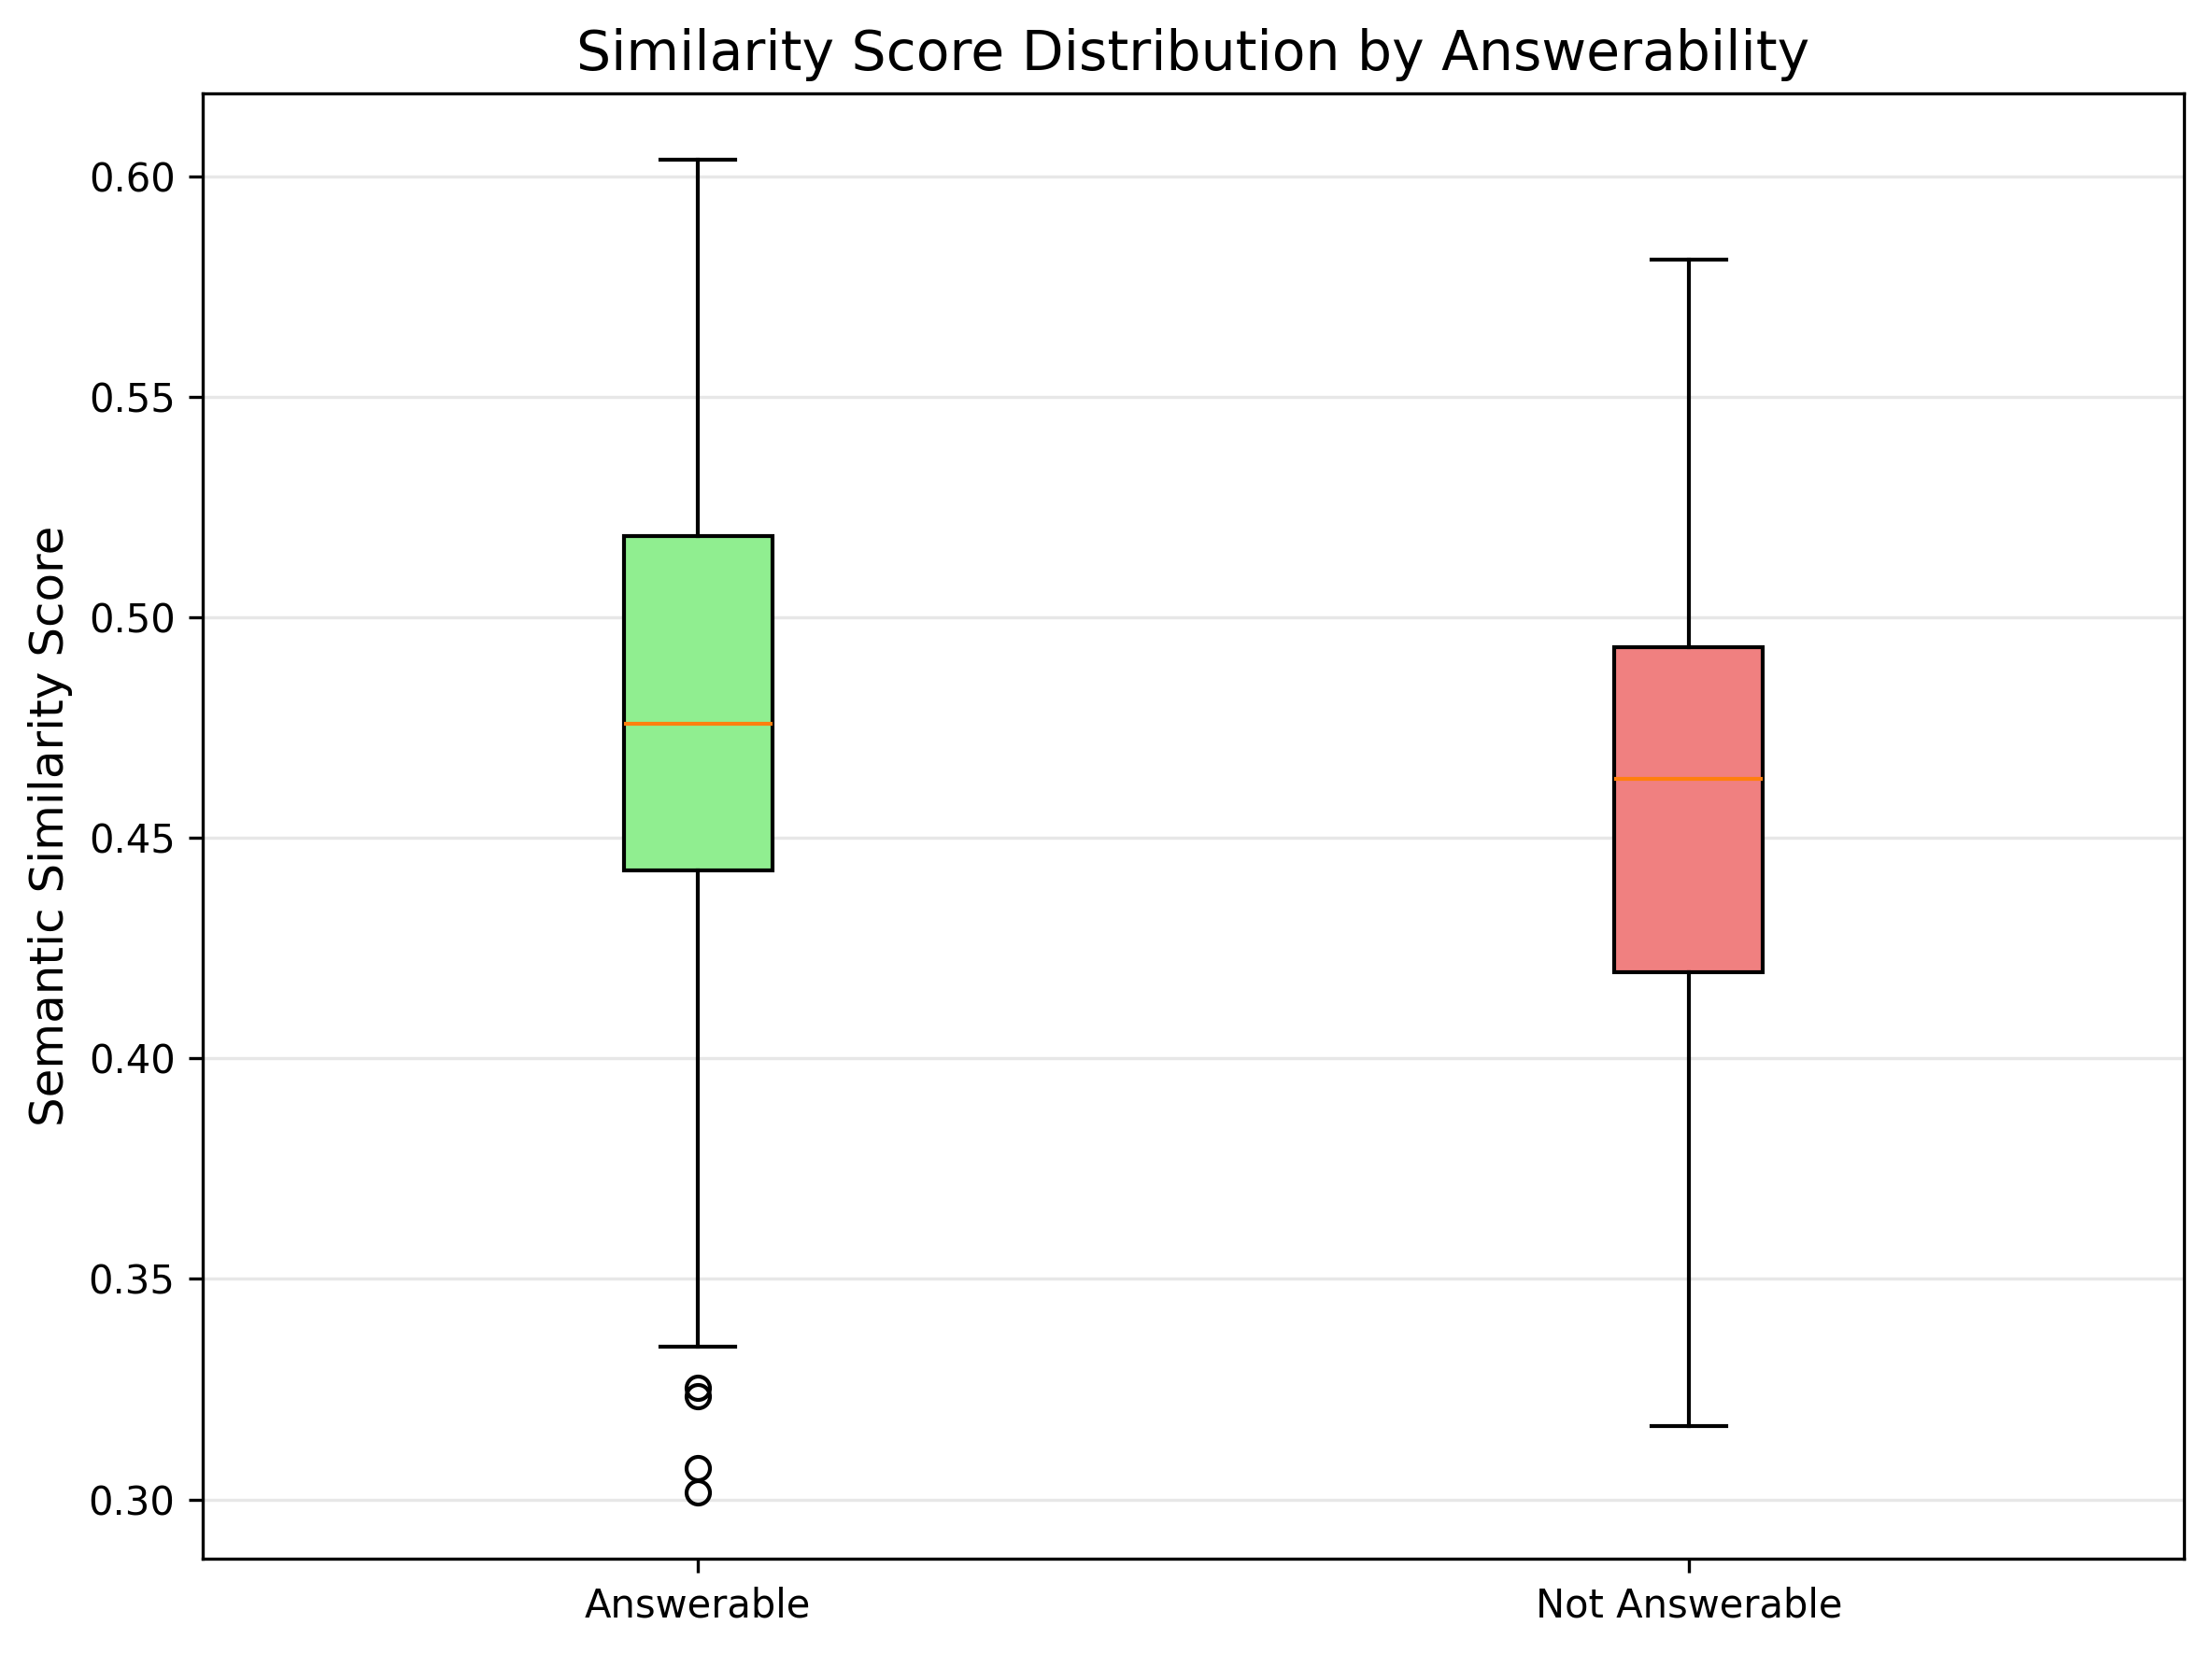 Similarity Score Distribution by Answerability
Semantic Similarity Score
0.60
0.55
0.50
0.45
0.40
0.35
0.30
Answerable
Not Answerable